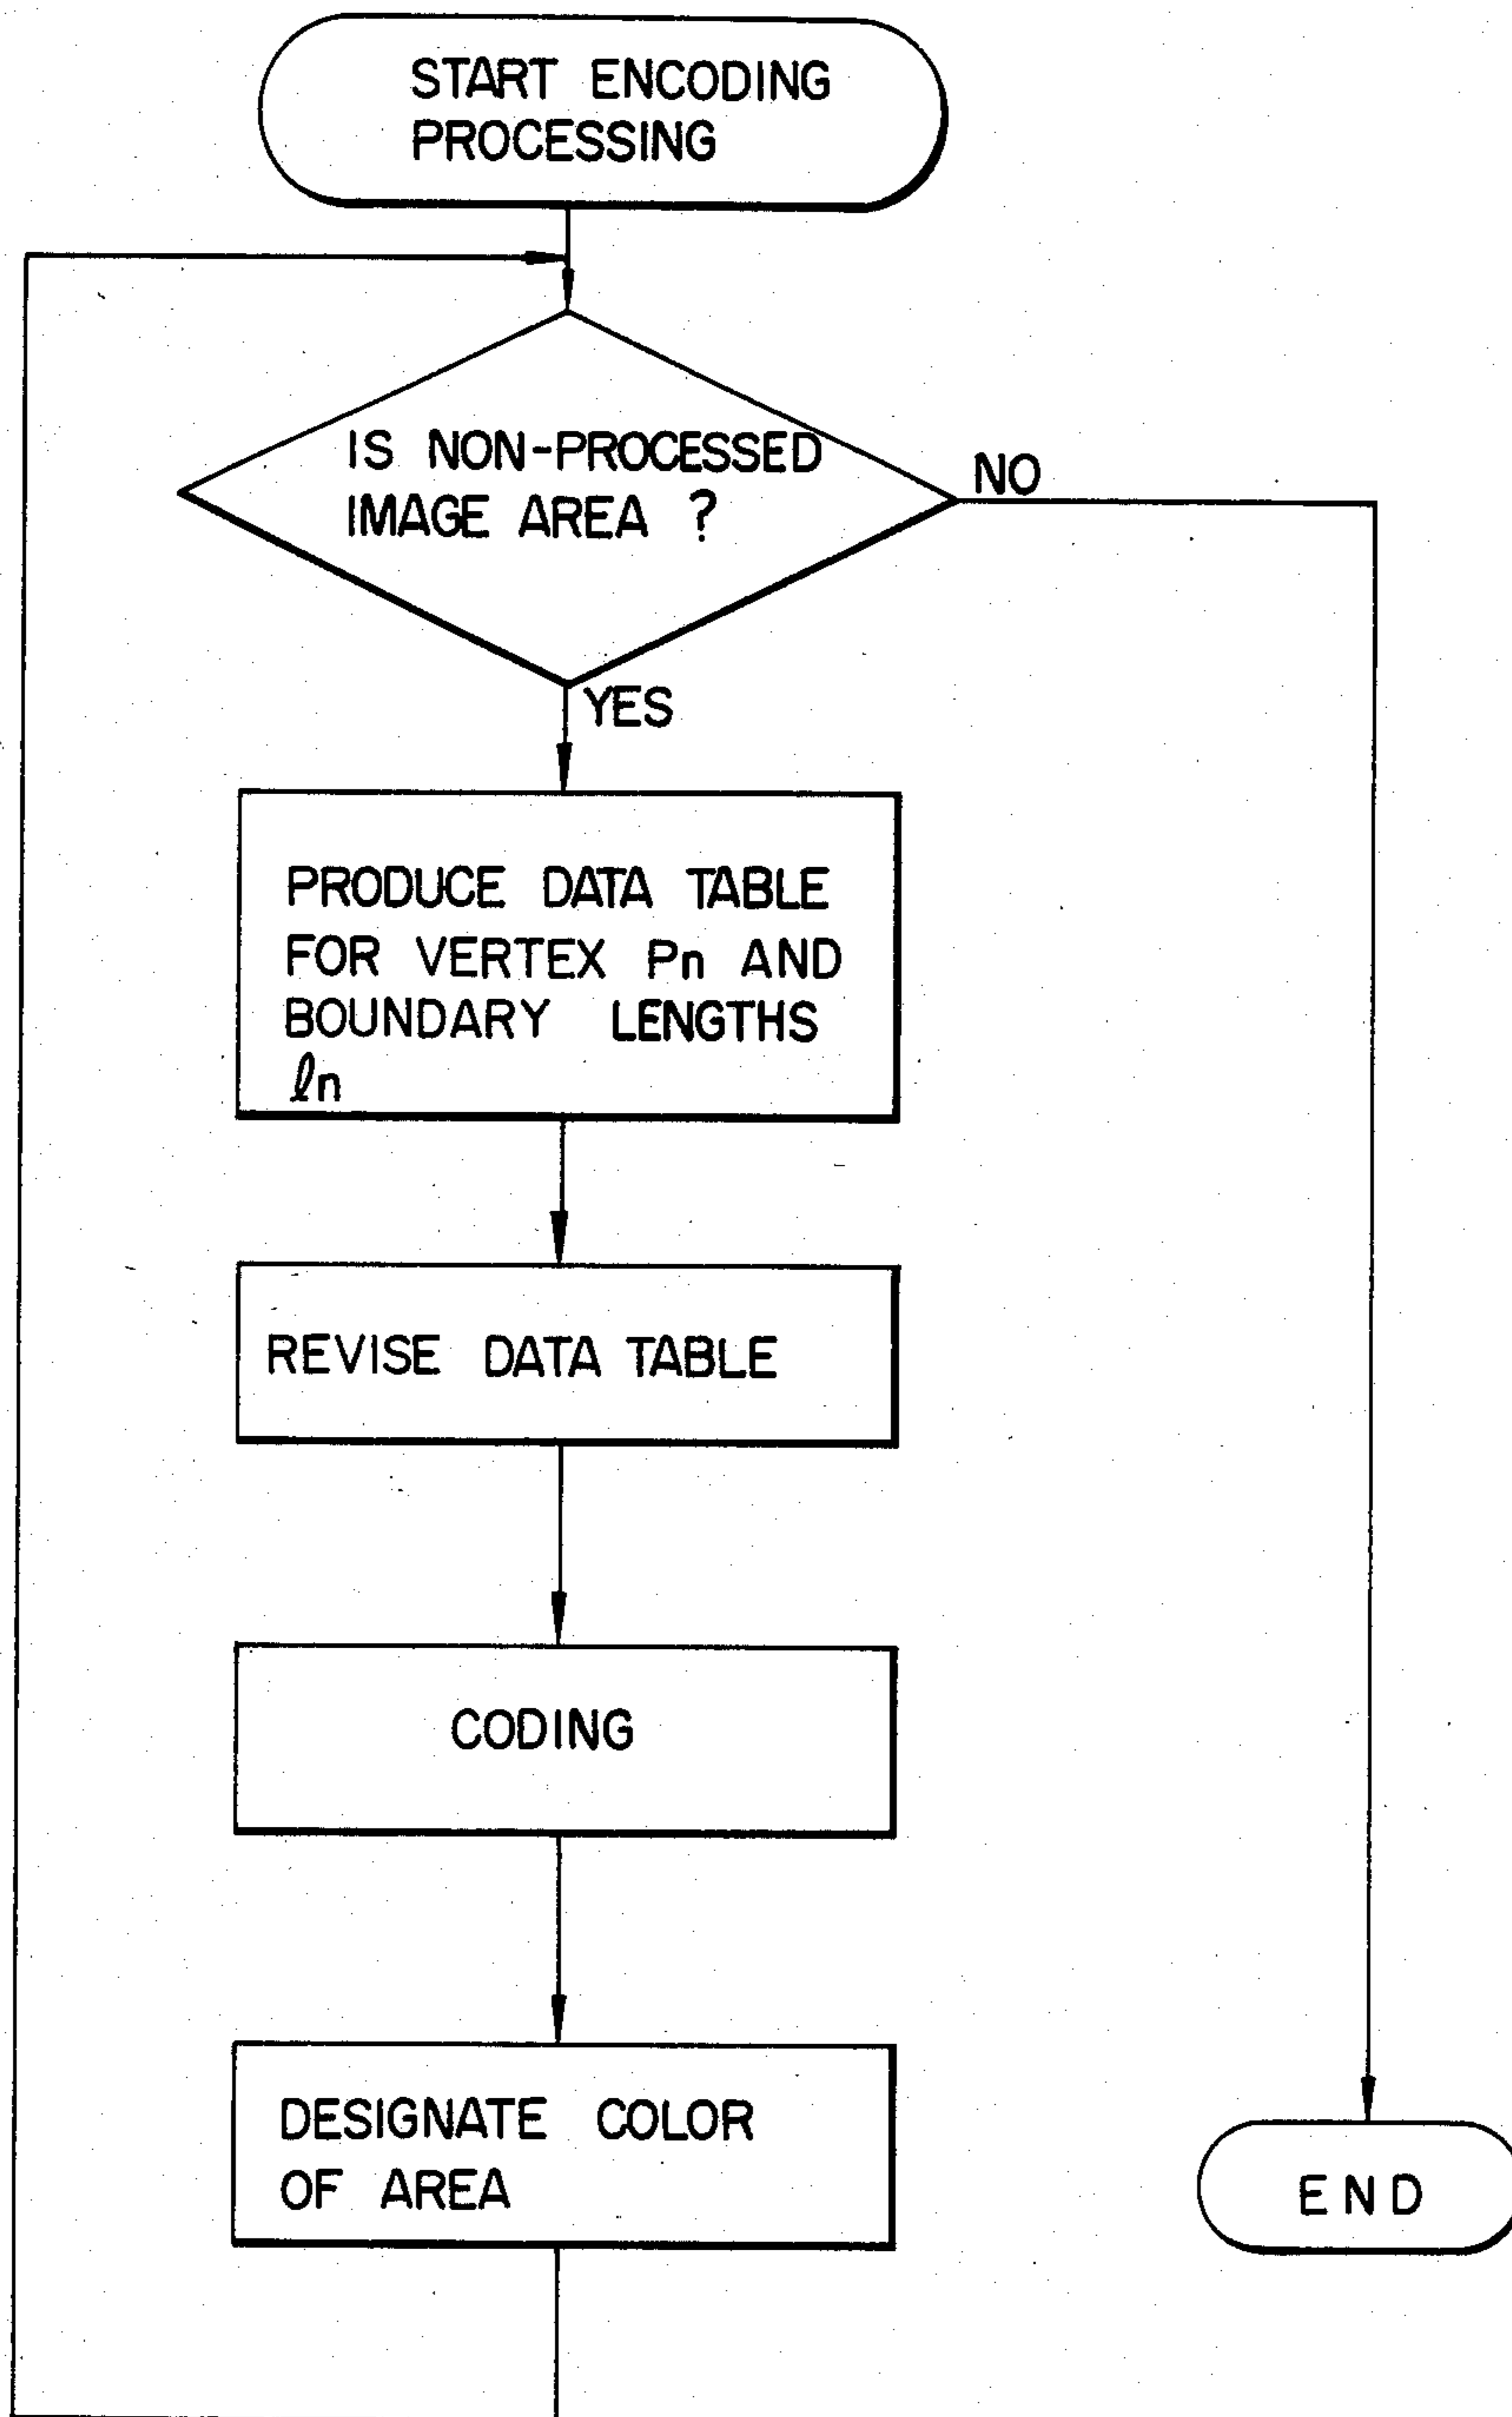 START ENCODING
PROCESSING
IS NON-PROCESSED
IMAGE AREA ?
NO
YES
PRODUCE DATA TABLE
FOR VERTEX Pn AND
BOUNDARY LENGTHS
ℓn
REVISE DATA TABLE
CODING
DESIGNATE COLOR
OF AREA
END